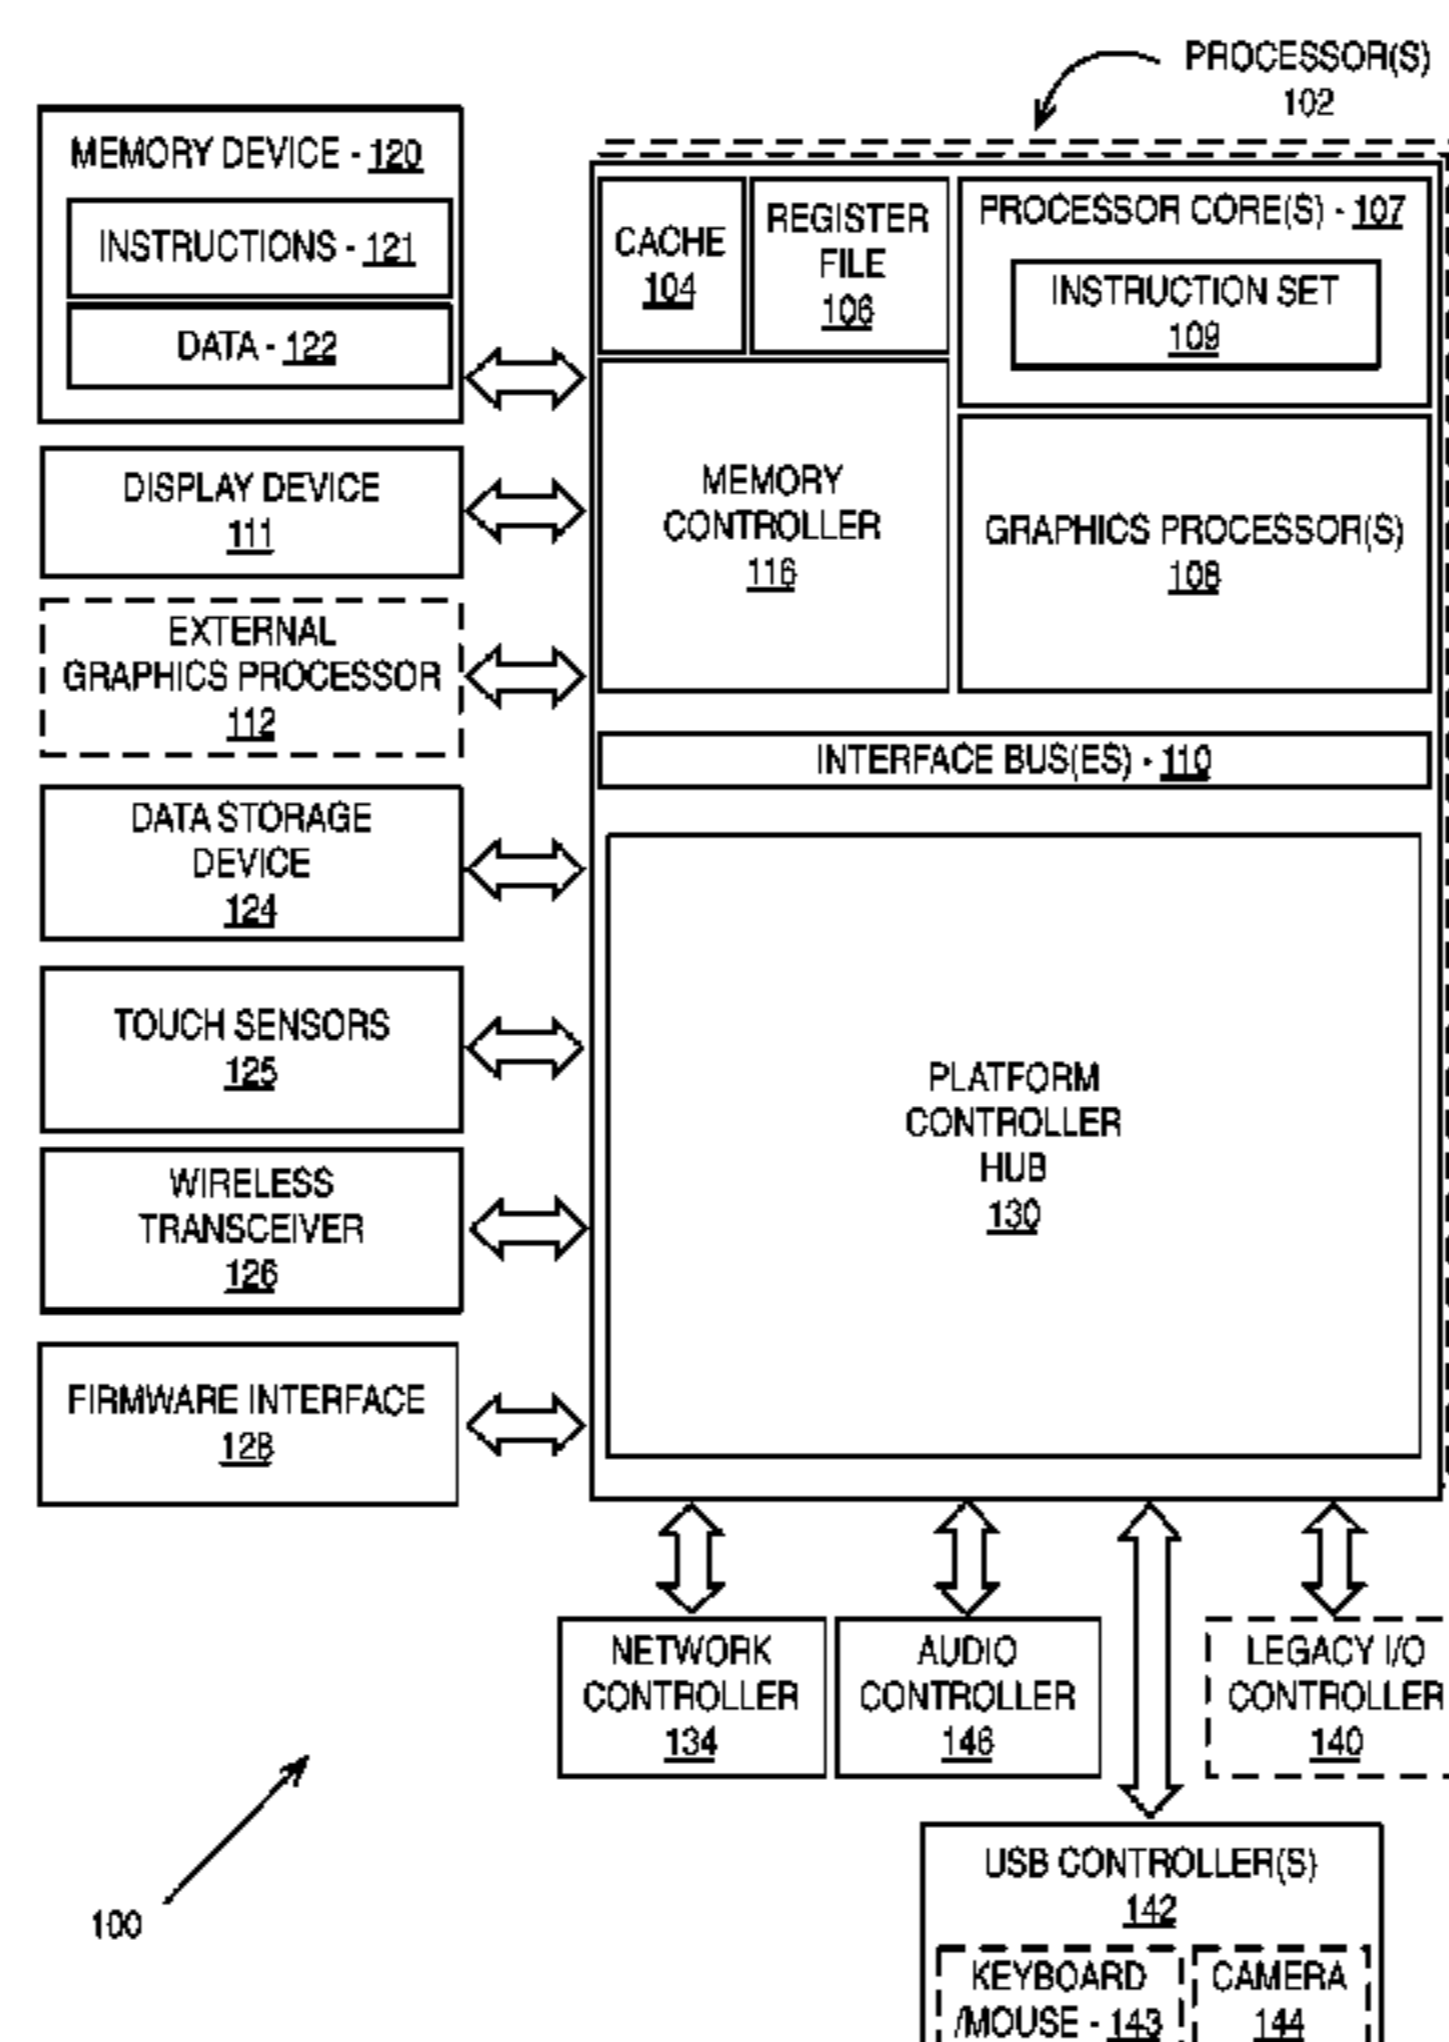 PROCESSOR(S)
102
MEMORY DEVICE - 120
INSTRUCTIONS - 121
DATA - 122
CACHE
104
REGISTER
FILE
106
PROCESSOR CORE(S) - 107
INSTRUCTION SET
109
DISPLAY DEVICE
111
MEMORY
CONTROLLER
116
GRAPHICS PROCESSOR(S)
108
EXTERNAL
GRAPHICS PROCESSOR
112
INTERFACE BUS(ES) - 110
DATA STORAGE
DEVICE
124
TOUCH SENSORS
125
PLATFORM
CONTROLLER
HUB
130
WIRELESS
TRANSCEIVER
126
FIRMWARE INTERFACE
128
NETWORK
CONTROLLER
134
AUDIO
CONTROLLER
146
LEGACY I/O
CONTROLLER
140
USB CONTROLLER(S)
142
KEYBOARD
/MOUSE - 143
CAMERA
144
100